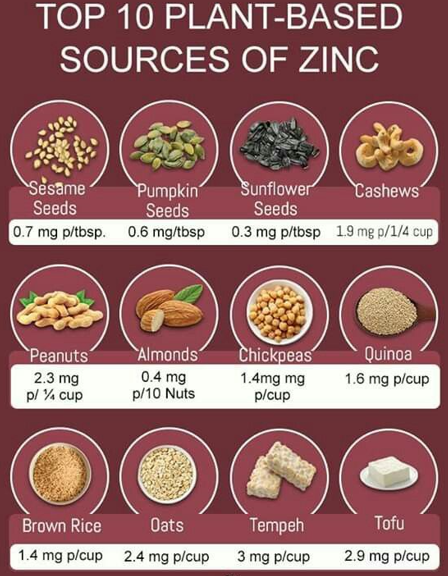 TOP 10 PLANT-BASED
SOURCES OF ZINC
Sesame
Seeds
0.7 mg p/tbsp.
Pumpkin
Seeds
0.6 mg/tbsp
Sunflower
Seeds
0.3 mg p/tbsp
Cashews
1.9 mg p/1/4 cup
Peanuts
2.3 mg
p/ ¼ cup
Almonds
0.4 mg
p/10 Nuts
Chickpeas
1.4mg mg
p/cup
Quinoa
1.6 mg p/cup
Brown Rice
1.4 mg p/cup
Oats
2.4 mg p/cup
Tempeh
3 mg p/cup
Tofu
2.9 mg p/cup